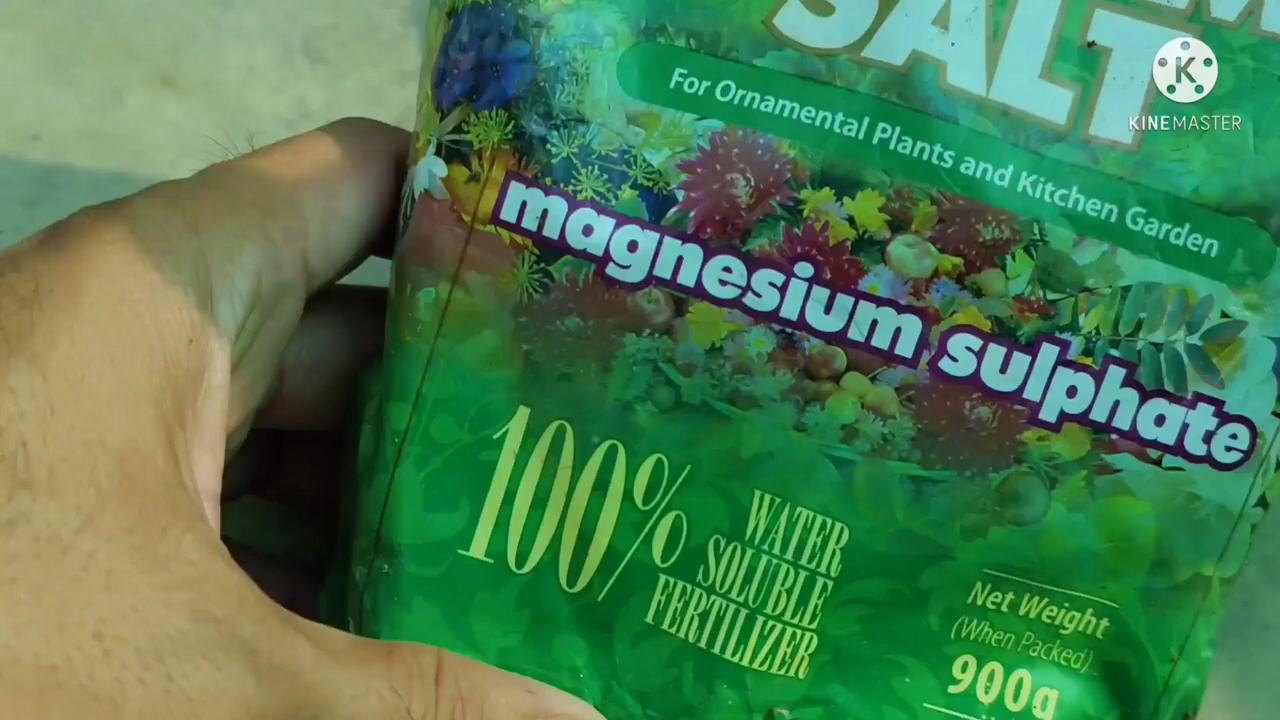 SALT
K
KINEMASTER
For Ornamental Plants and Kitchen Garden
magnesium sulphate
100%
WATER
SOLUBLE
FERTILIZER
Net Weight
(When Packed)
900g